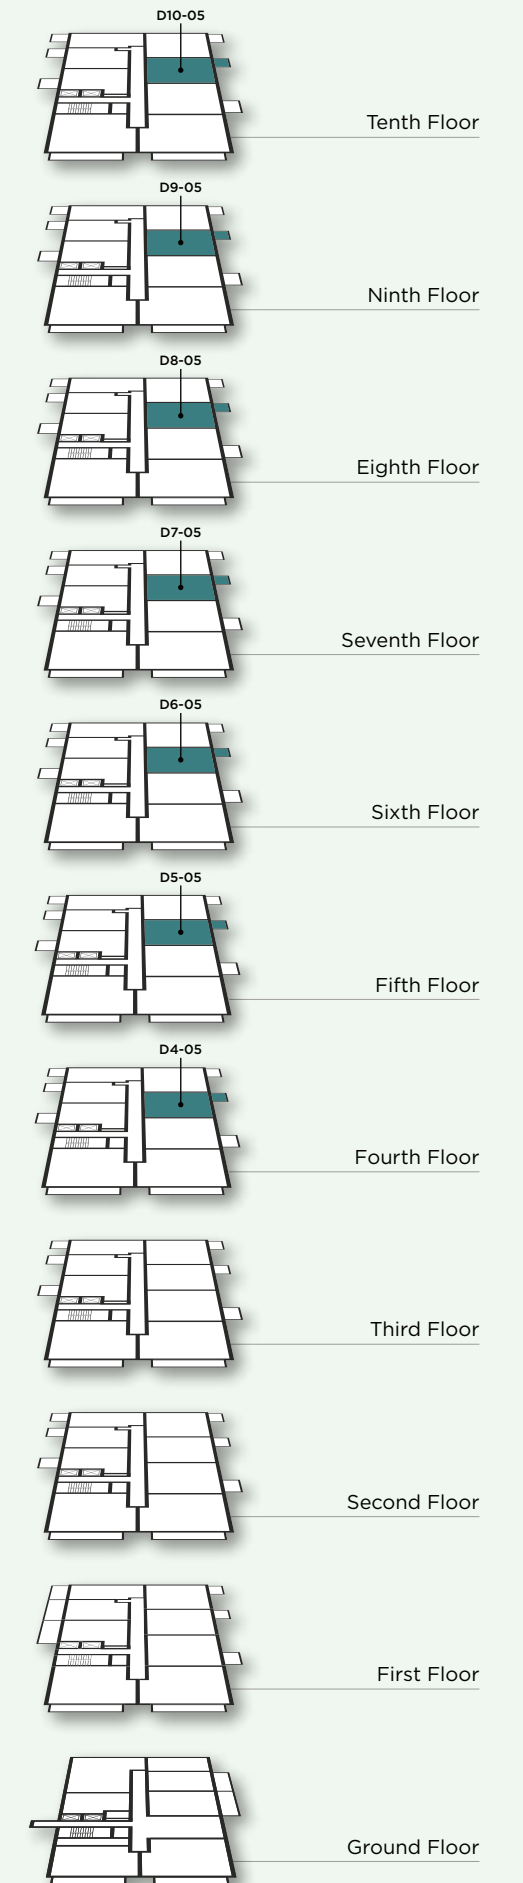 D10-05
Tenth Floor
D9-05
Ninth Floor
D8-05
Eighth Floor
D7-05
Seventh Floor
D6-05
Sixth Floor
D5-05
Fifth Floor
D4-05
Fourth Floor
Third Floor
Second Floor
First Floor
Ground Floor